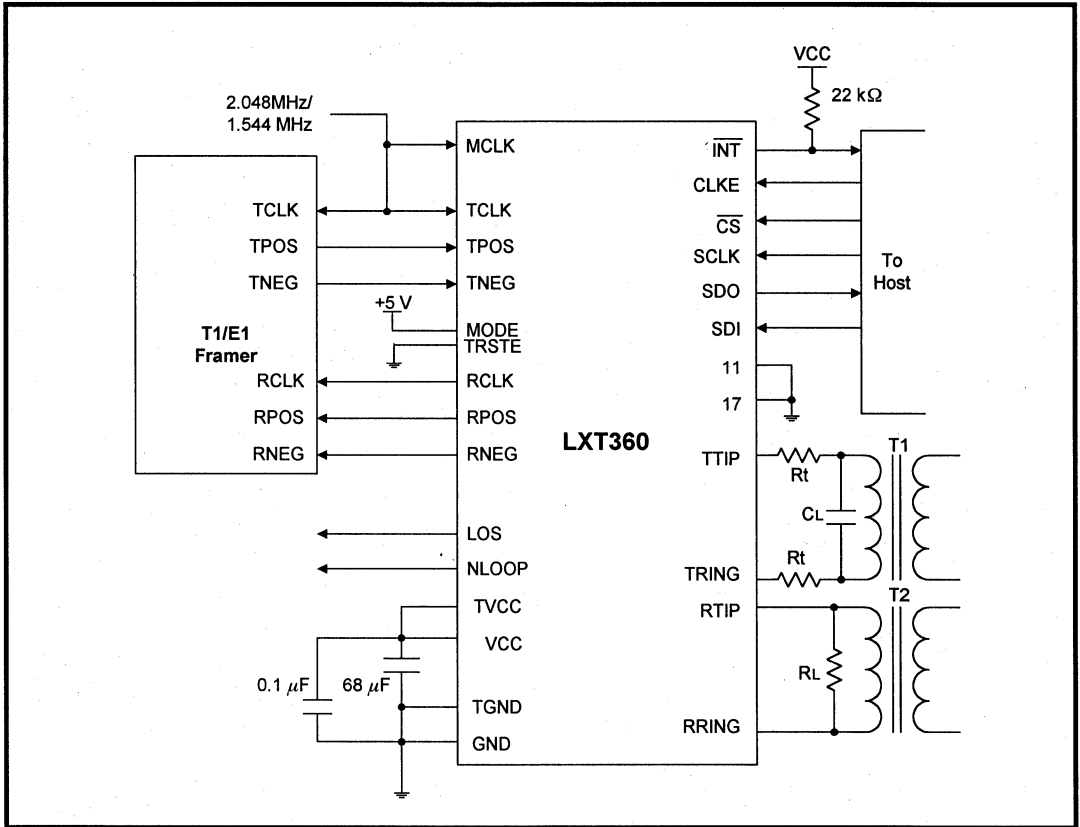 VCC
22 kΩ
2.048MHz/
1.544 MHz
MCLK
INT
CLKE
TCLK
TCLK
CS
TPOS
TPOS
SCLK
To
Host
TNEG
TNEG
SDO
+5 V
SDI
MODE
T1/E1
Framer
TRSTE
11
RCLK
RCLK
17
RPOS
RPOS
LXT360
RNEG
RNEG
TTIP
Rt
T1
CL
LOS
Rt
NLOOP
TRING
T2
TVCC
RTIP
VCC
0.1 µF
68 µF
RL
TGND
RRING
GND